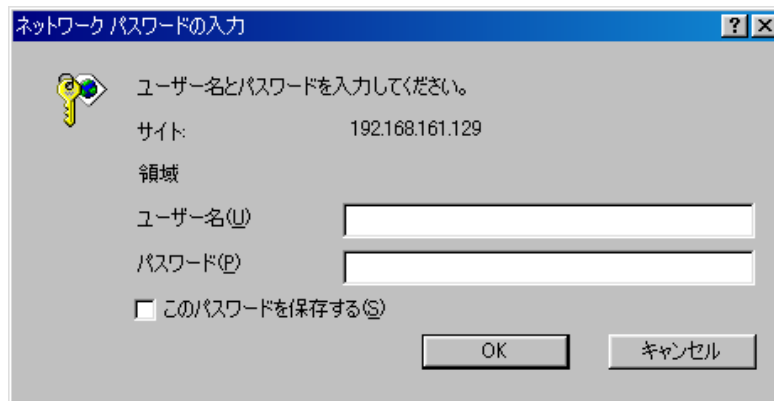 ネットワーク パスワードの入力
ユーザー名とパスワードを入力してください。
サイト: 192.168.161.129
領域
ユーザー名(U)
パスワード(P)
このパスワードを保存する(S)
OK キャンセル